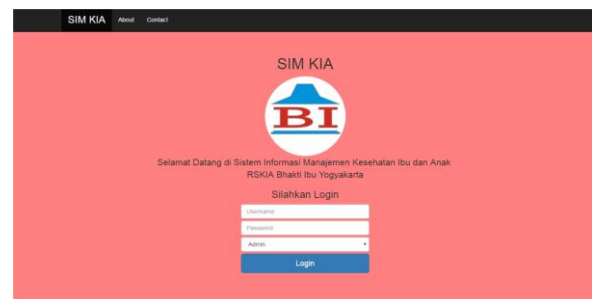 SIM KIA About Contact
SIM KIA
BI
Selamat Datang di Sistem Informasi Manajemen Kesehatan Ibu dan Anak
RSKIA Bhakti Ibu Yogyakarta
Silahkan Login
Username
Password
Admin
Login